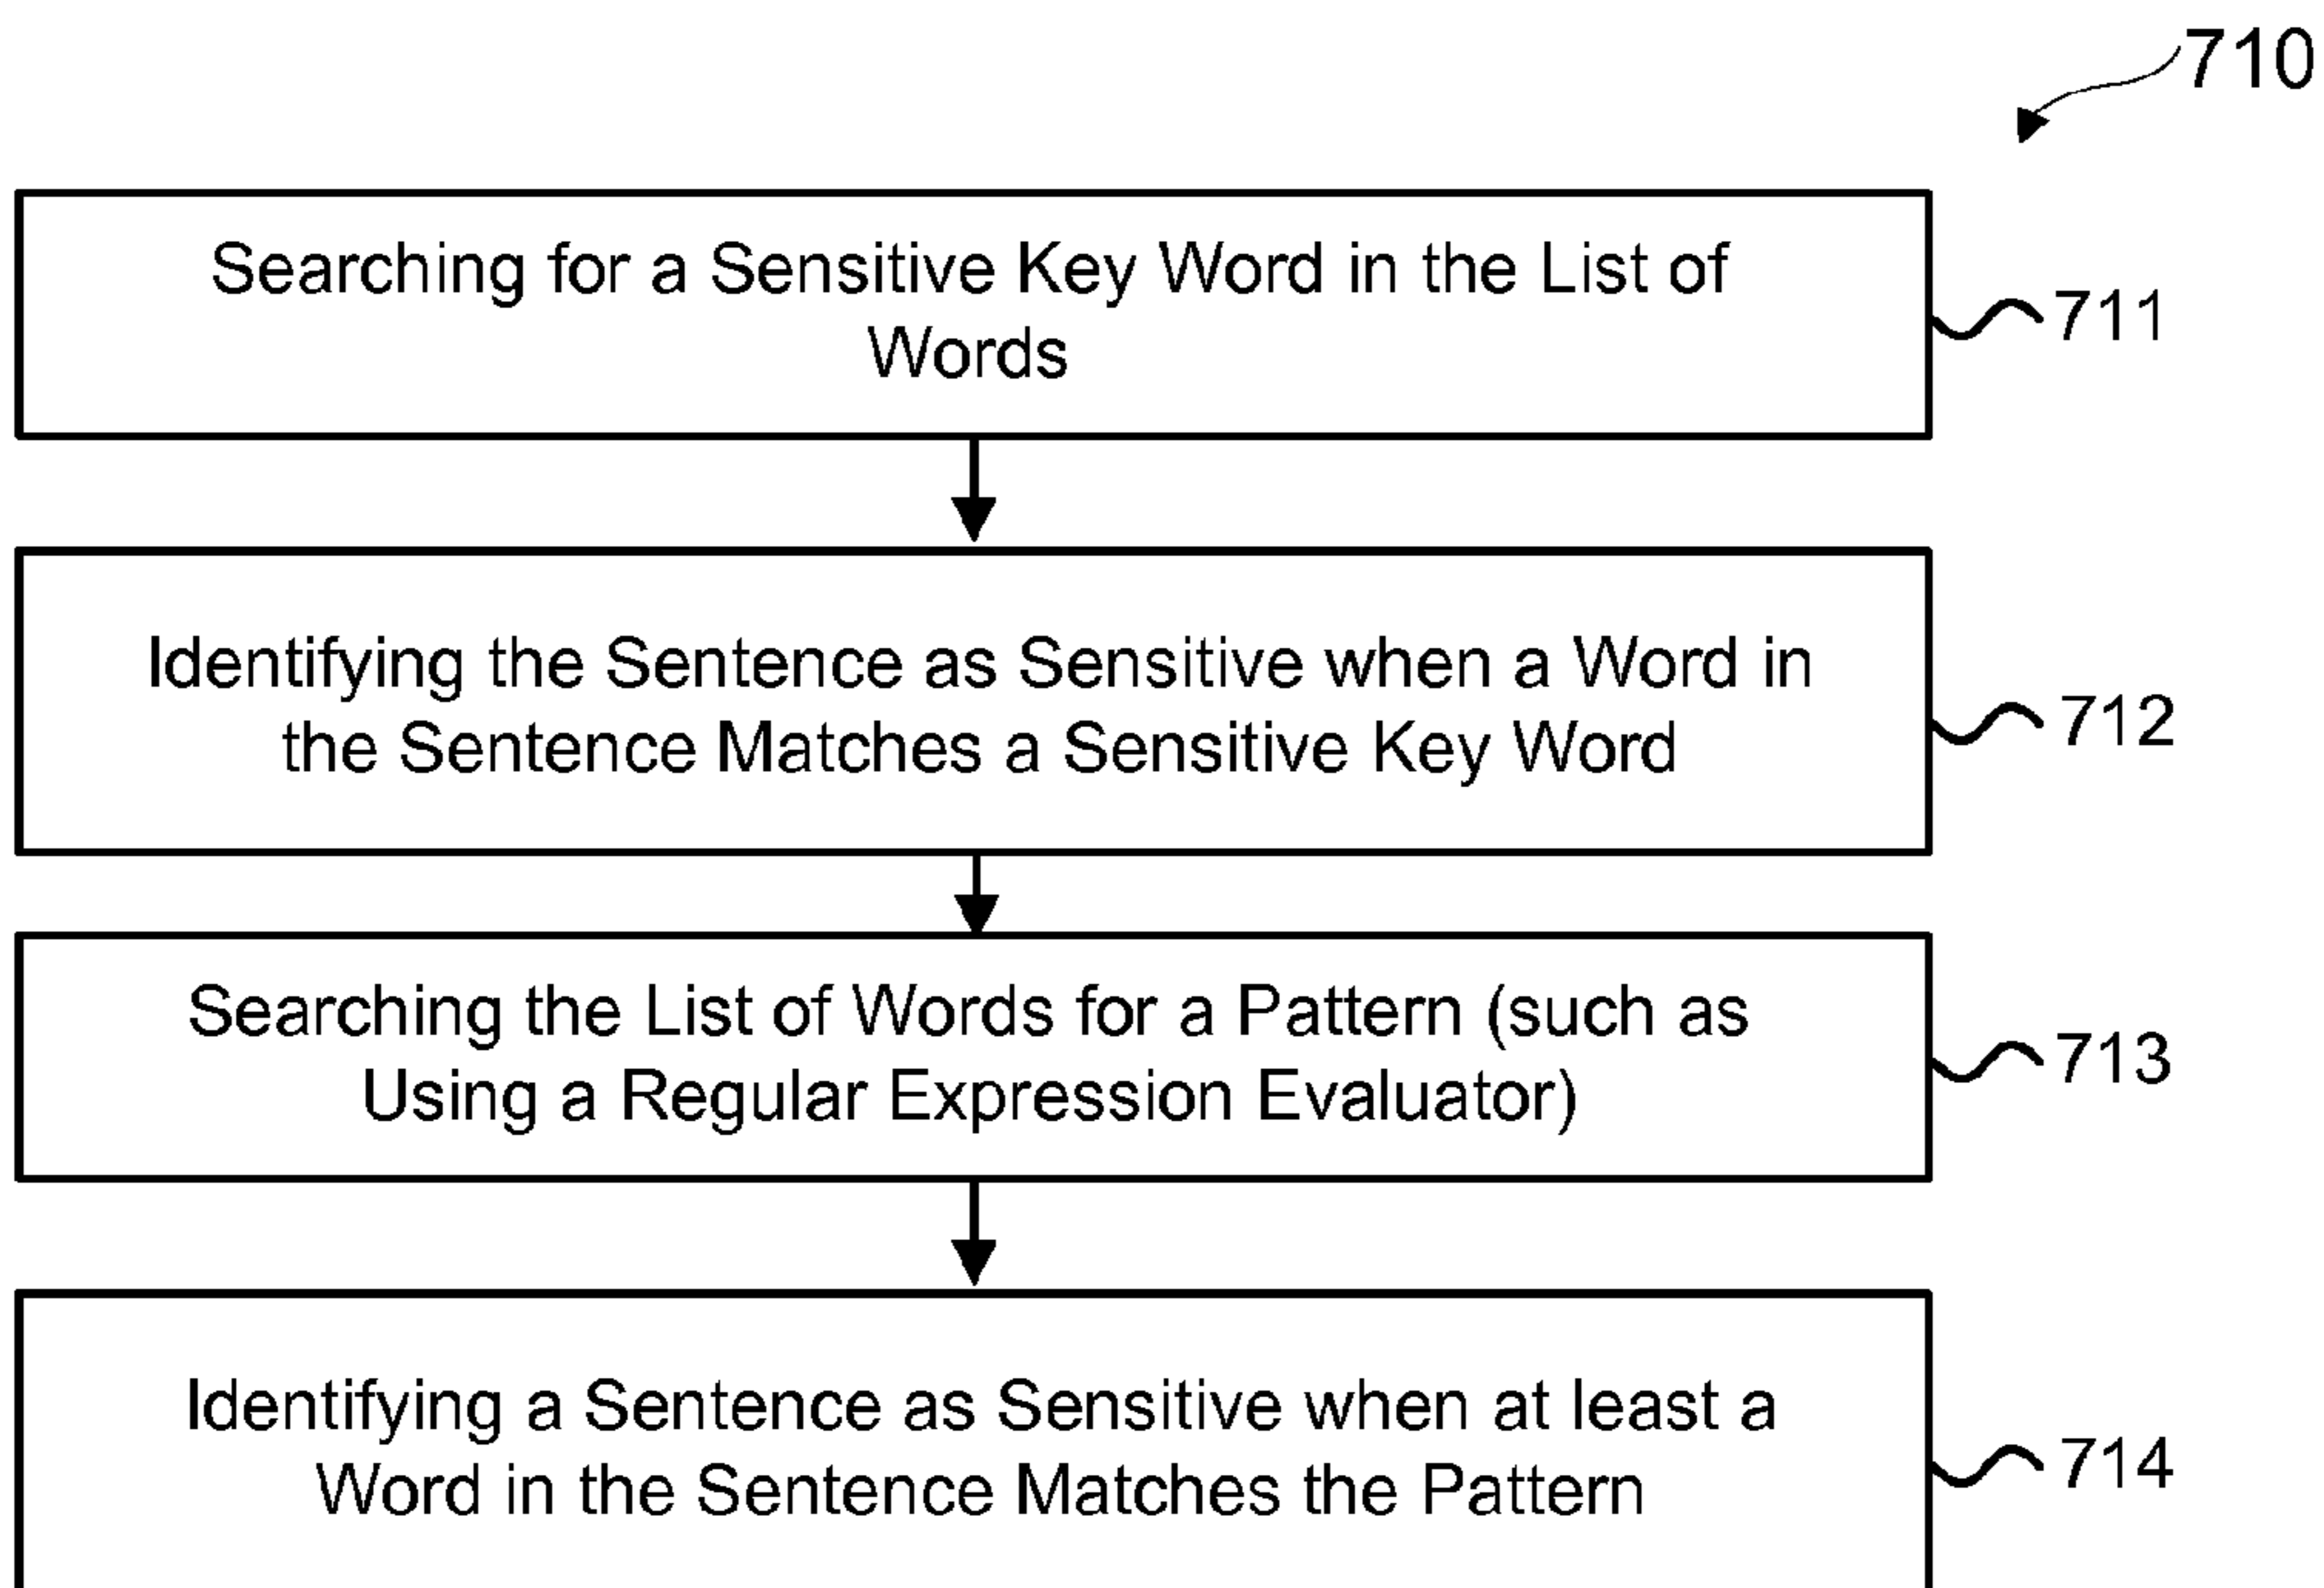 710
Searching for a Sensitive Key Word in the List of
Words
711
Identifying the Sentence as Sensitive when a Word in
the Sentence Matches a Sensitive Key Word
712
Searching the List of Words for a Pattern (such as
Using a Regular Expression Evaluator)
713
Identifying a Sentence as Sensitive when at least a
Word in the Sentence Matches the Pattern
714